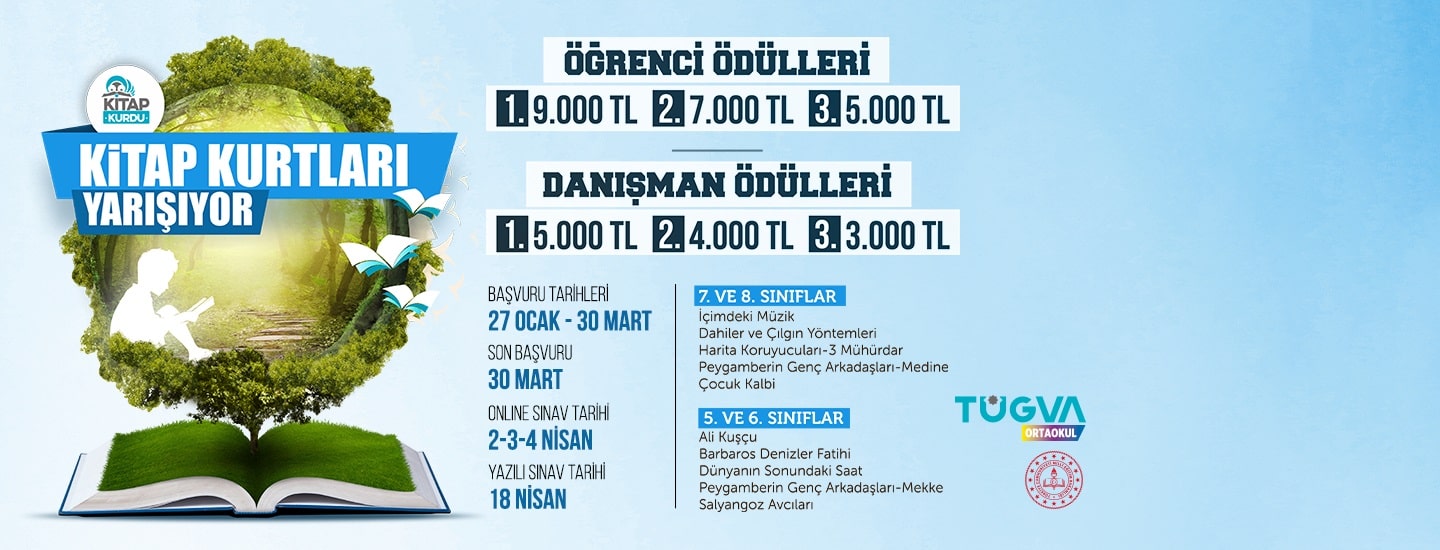 KİTAP
KURDU
KİTAP KURTLARI
YARIŞIYOR
ÖĞRENCİ ÖDÜLLERİ
1. 9.000 TL 2. 7.000 TL 3. 5.000 TL
DANIŞMAN ÖDÜLLERİ
1. 5.000 TL 2. 4.000 TL 3. 3.000 TL
BAŞVURU TARİHLERİ
27 OCAK - 30 MART
SON BAŞVURU
30 MART
ONLINE SINAV TARİHİ
2-3-4 NİSAN
YAZILI SINAV TARİHİ
18 NİSAN
7. VE 8. SINIFLAR
İçimdeki Müzik
Dahiler ve Çılgın Yöntemleri
Harita Koruyucuları-3 Mühürdar
Peygamberin Genç Arkadaşları-Medine
Çocuk Kalbi
5. VE 6. SINIFLAR
Ali Kuşçu
Barbaros Denizler Fatihi
Dünyanın Sonundaki Saat
Peygamberin Genç Arkadaşları-Mekke
Salyangoz Avcıları
TÜGVA
ORTAOKUL